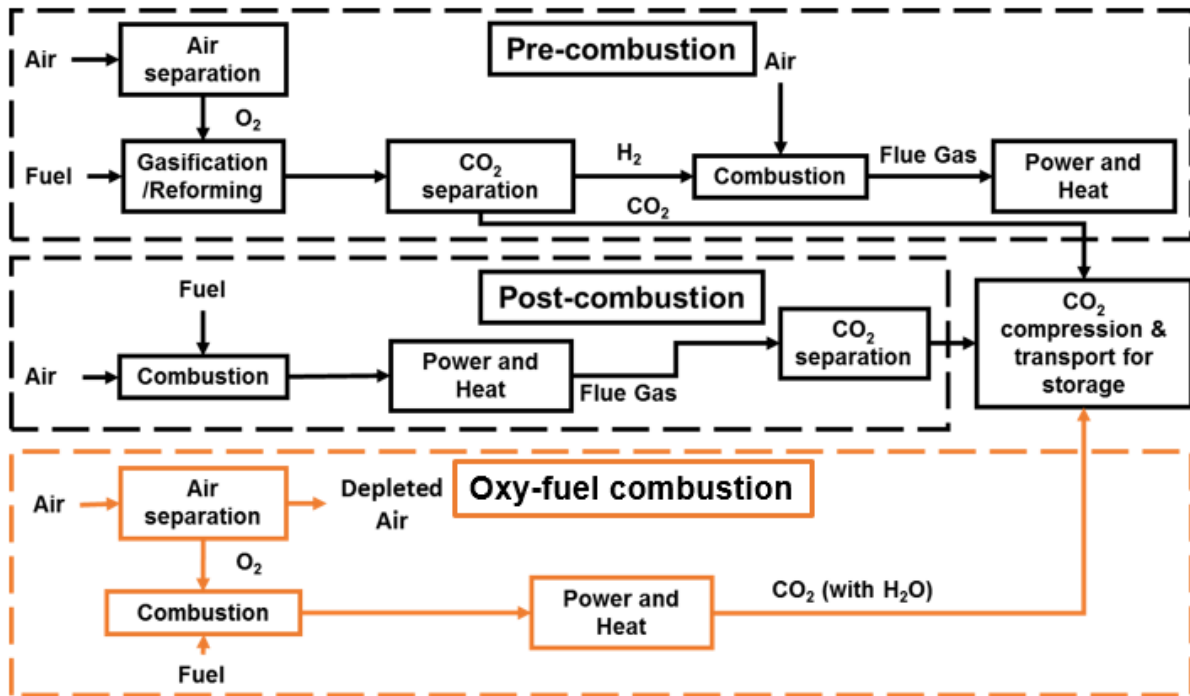 Pre-combustion
Air
Air
separation
Air
O₂
Fuel
Gasification
/Reforming
CO₂
separation
H₂
CO₂
Combustion
Flue Gas
Power and
Heat
Post-combustion
Fuel
Air
Combustion
Power and
Heat
Flue Gas
CO₂
separation
CO₂
compression &
transport for
storage
Oxy-fuel combustion
Air
Air
separation
Depleted
Air
O₂
Combustion
Fuel
Power and
Heat
CO₂ (with H₂O)